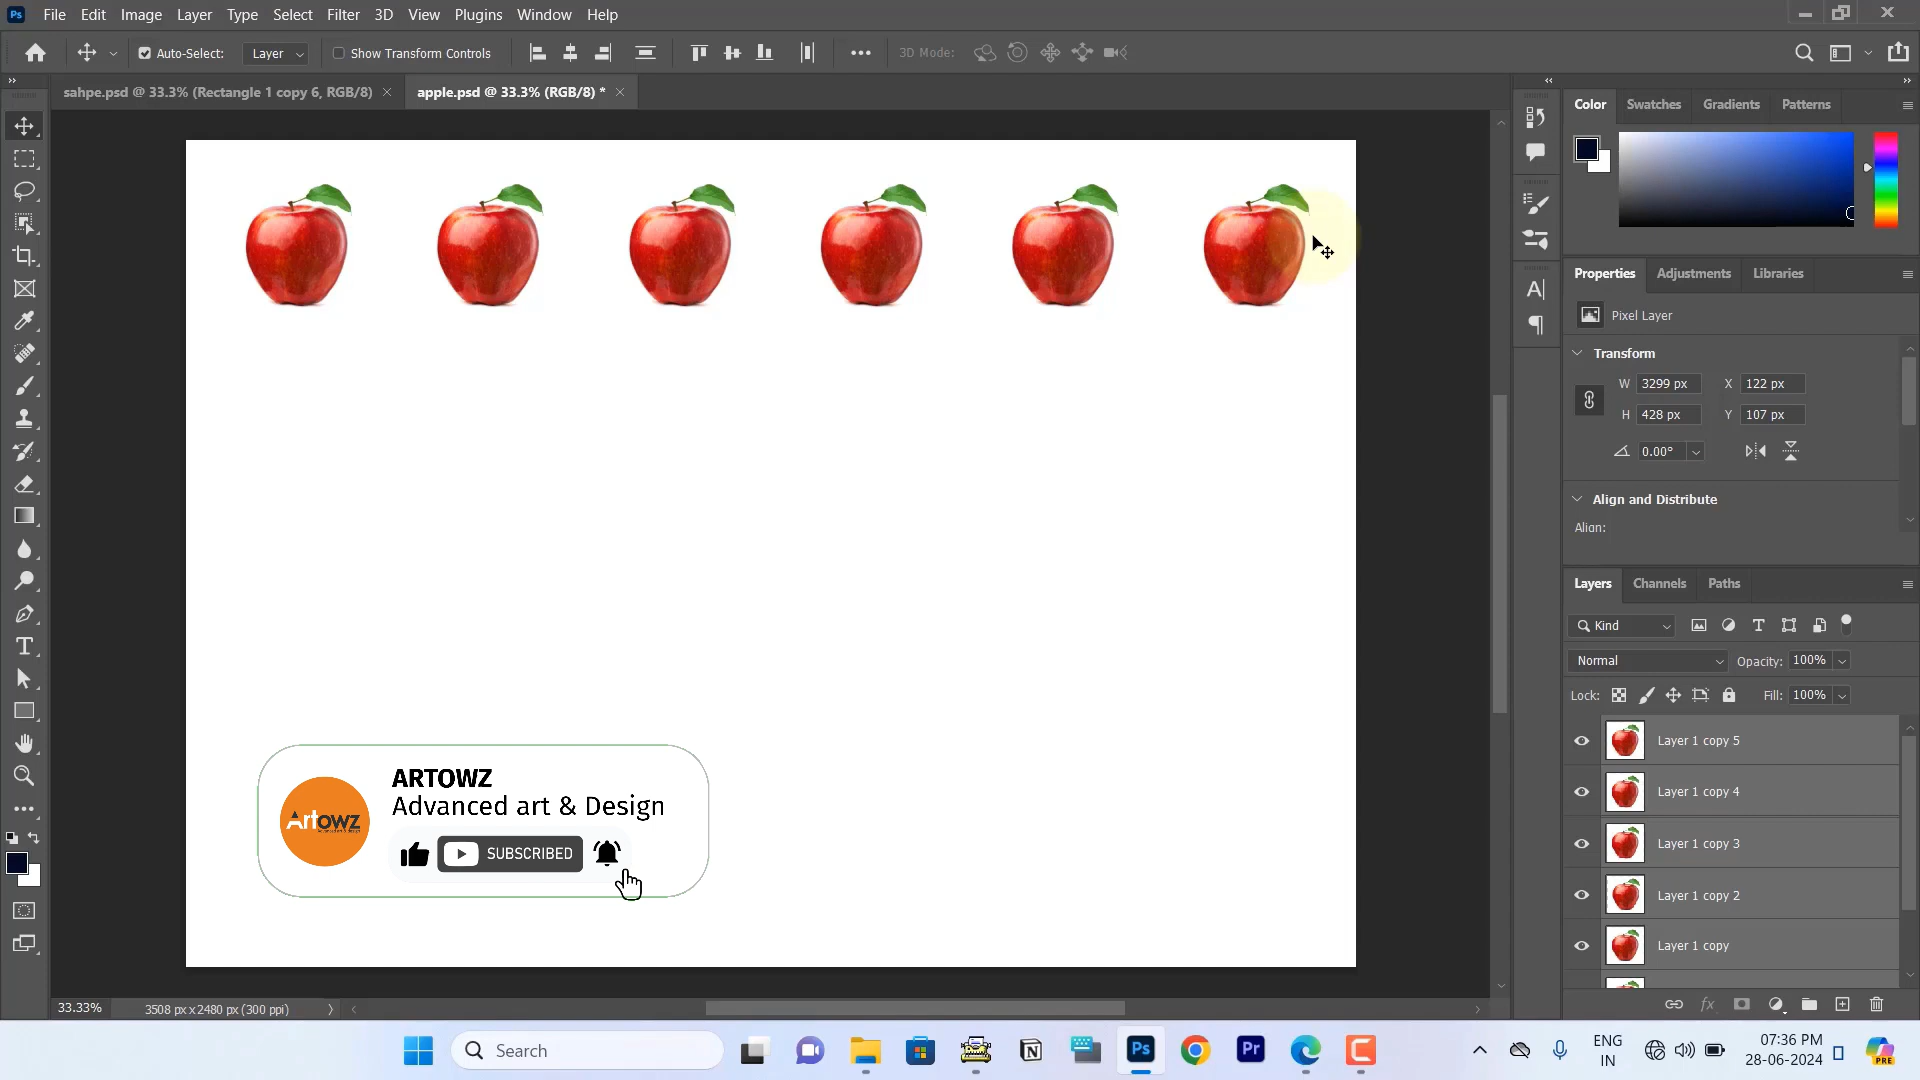 Ps File Edit Image Layer Type Select Filter 3D View Plugins Window Help
Auto-Select: Layer Show Transform Controls 3D Mode:
sahpe.psd @ 33.3% (Rectangle 1 copy 6, RGB/8) apple.psd @ 33.3% (RGB/8) *
Color Swatches Gradients Patterns
Properties Adjustments Libraries
Pixel Layer
Transform
W 3299 px X 122 px
H 428 px Y 107 px
0.00°
Align and Distribute
Align:
Layers Channels Paths
Kind
Normal Opacity: 100%
Lock: Fill: 100%
Layer 1 copy 5
Layer 1 copy 4
Layer 1 copy 3
Layer 1 copy 2
Layer 1 copy
Artowz
ARTOWZ
Advanced art & Design
SUBSCRIBED
33.33% 3508 px x 2480 px (300 ppi)
Search
Ps
Pr
ENG
IN
07:36 PM
28-06-2024
PRE